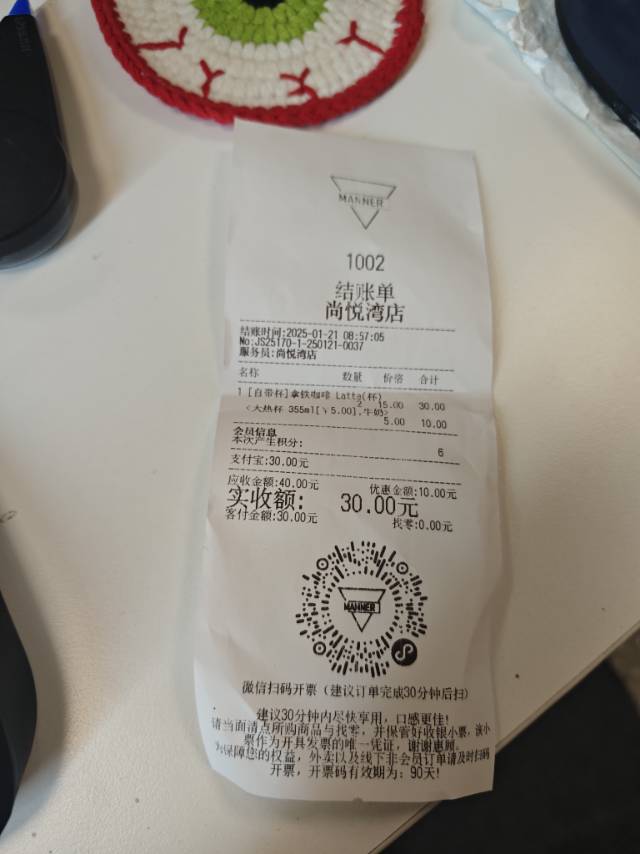 MANNER
1002
结账单
尚悦湾店
结账时间:2025-01-21 08:57:05
No:JS25170-1-250121-0037
服务员:尚悦湾店
名称 数量 价格 合计
1 [自带杯]拿铁咖啡 Latta(杯)
2 15.00 30.00
<大热杯 355ml[￥5.00],牛奶>
5.00 10.00
会员信息
本次产生积分: 6
支付宝:30.00元
应收金额:40.00元 优惠金额:10.00元
实收额: 30.00元
客付金额:30.00元 找零:0.00元
MANNER
微信扫码开票（建议订单完成30分钟后扫）
建议30分钟内尽快享用，口感更佳!
请当面清点所购商品与找零，并保管好收银小票，该小
票作为开具发票的唯一凭证，谢谢惠顾。
为保障您的权益，外卖以及线下非会员订单请及时扫码
开票，开票码有效期为：90天!